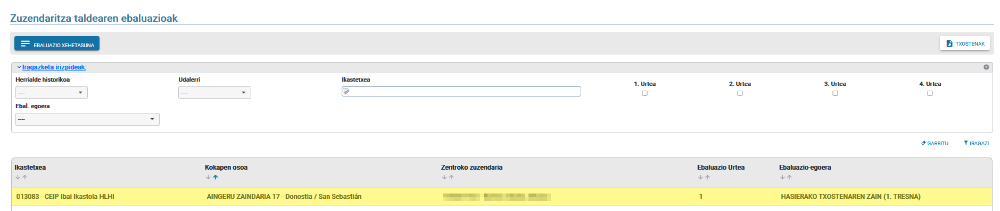 Zuzendaritza taldearen ebaluazioak
EBALUAZIO XEHETASUNA
TXOSTENAK
Iragazketa irizpideak:
Herrialde historikoa
Udalerri
Ikastetxea
1. Urtea
2. Urtea
3. Urtea
4. Urtea
----
----
Ebal. egoera
----
GARBITU
IRAGAZI
Ikastetxea
Kokapen osoa
Zentroko zuzendaria
Ebaluazio Urtea
Ebaluazio-egoera
013083 - CEIP Ibai Ikastola HLHI
AINGERU ZAINDARIA 17 - Donostia / San Sebastián
1
HASIERAKO TXOSTENAREN ZAIN (1. TRESNA)